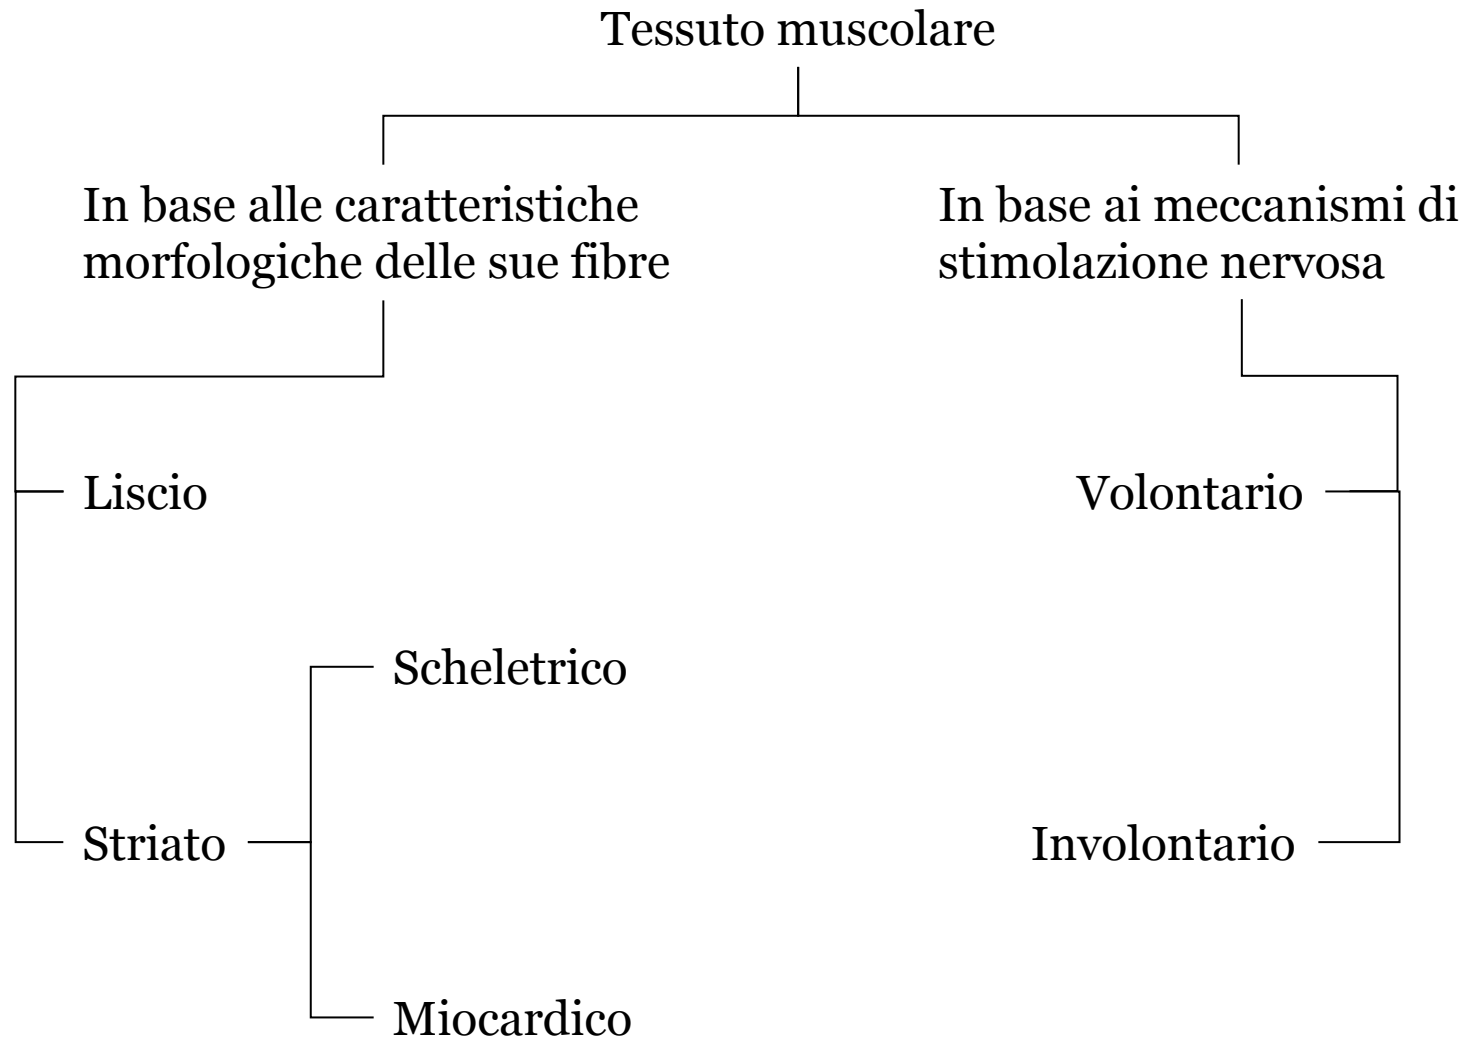 Tessuto muscolare
In base alle caratteristiche
morfologiche delle sue fibre
In base ai meccanismi di
stimolazione nervosa
Liscio
Volontario
Scheletrico
Striato
Involontario
Miocardico